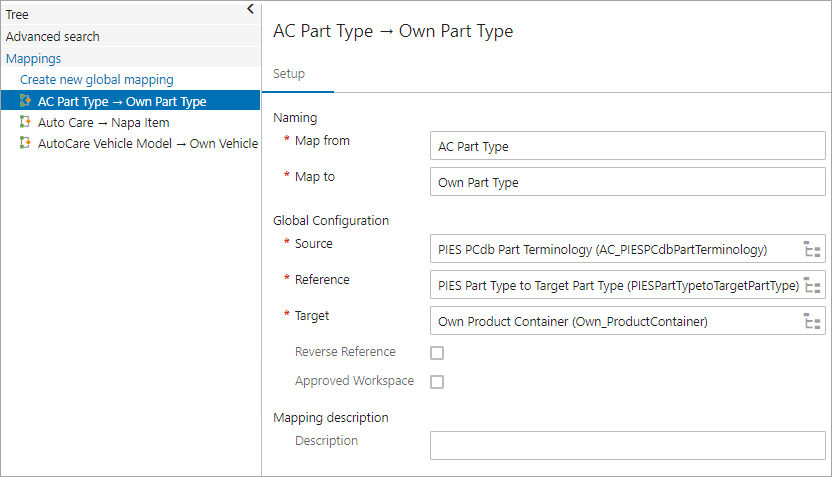 Tree
Advanced search
Mappings
Create new global mapping
AC Part Type → Own Part Type
Auto Care → Napa Item
AutoCare Vehicle Model → Own Vehicle
AC Part Type → Own Part Type
Setup
Naming
* Map from
AC Part Type
* Map to
Own Part Type
Global Configuration
* Source
PIES PCdb Part Terminology (AC_PIESPCdbPartTerminology)
* Reference
PIES Part Type to Target Part Type (PIESPartTypetoTargetPartType)
* Target
Own Product Container (Own_ProductContainer)
Reverse Reference
Approved Workspace
Mapping description
Description